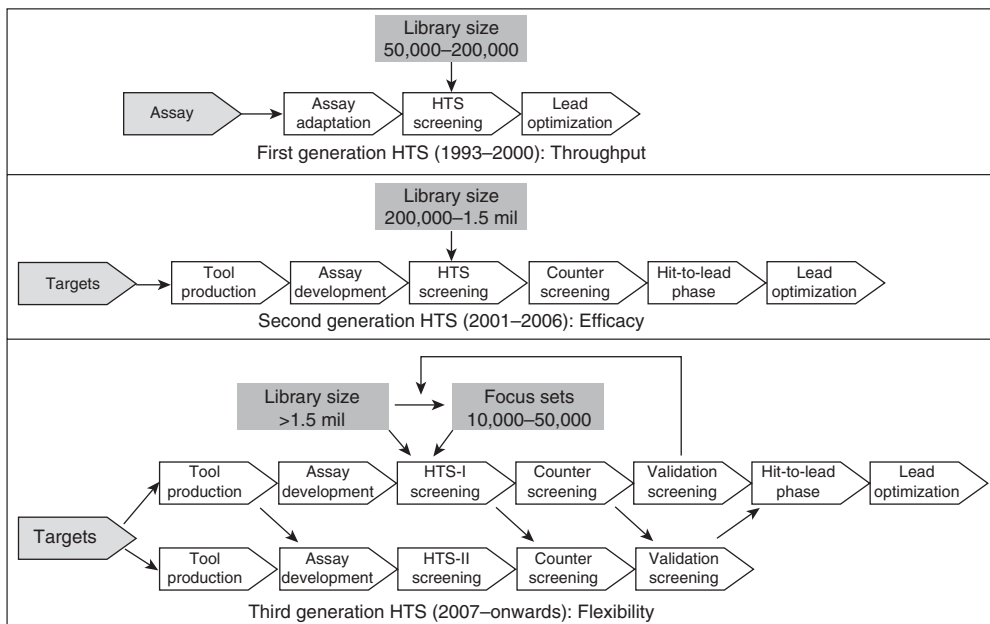 Library size
50,000–200,000
Assay
Assay
adaptation
HTS
screening
Lead
optimization
First generation HTS (1993–2000): Throughput
Library size
200,000–1.5 mil
Targets
Tool
production
Assay
development
HTS
screening
Counter
screening
Hit-to-lead
phase
Lead
optimization
Second generation HTS (2001–2006): Efficacy
Library size
>1.5 mil
Focus sets
10,000–50,000
Targets
Tool
production
Assay
development
HTS-I
screening
Counter
screening
Validation
screening
Hit-to-lead
phase
Lead
optimization
Tool
production
Assay
development
HTS-II
screening
Counter
screening
Validation
screening
Third generation HTS (2007–onwards): Flexibility